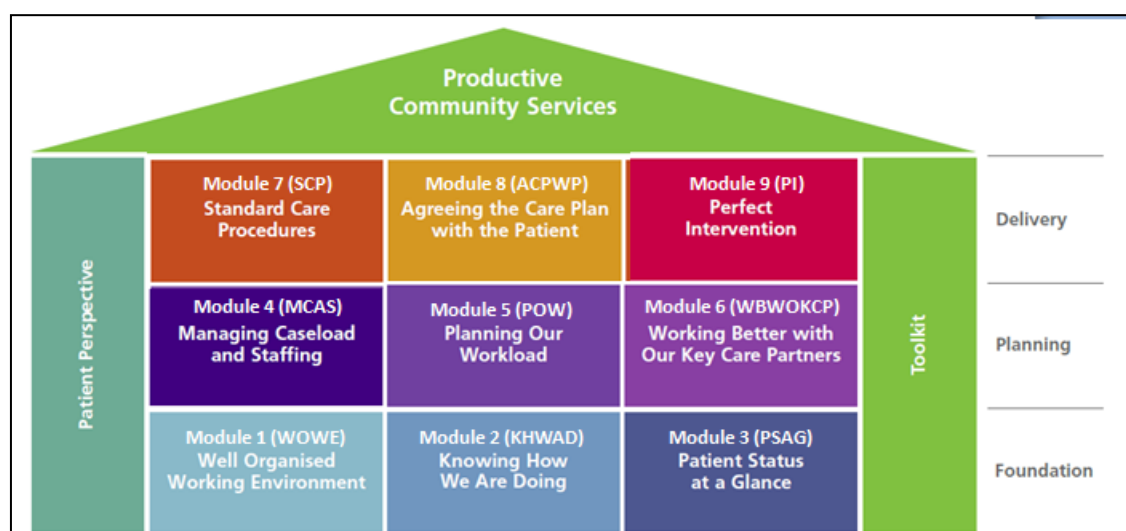 Productive
Community Services
Patient Perspective
Module 7 (SCP)
Standard Care
Procedures
Module 8 (ACPWP)
Agreeing the Care Plan
with the Patient
Module 9 (PI)
Perfect
Intervention
Toolkit
Delivery
Module 4 (MCAS)
Managing Caseload
and Staffing
Module 5 (POW)
Planning Our
Workload
Module 6 (WBWOKCP)
Working Better with
Our Key Care Partners
Planning
Module 1 (WOWE)
Well Organised
Working Environment
Module 2 (KHWAD)
Knowing How
We Are Doing
Module 3 (PSAG)
Patient Status
at a Glance
Foundation